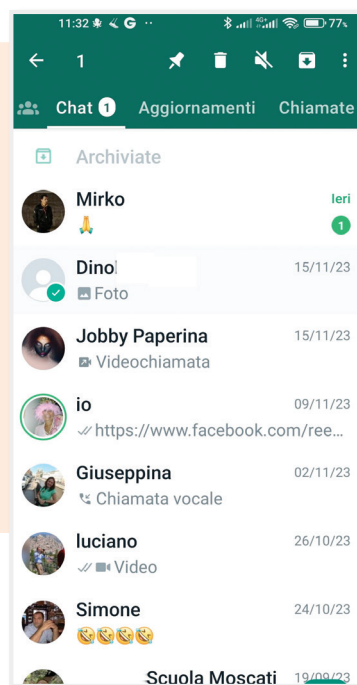 11:32 G 4G+ 77%
1
Chat 1 Aggiornamenti Chiamate
Archiviate
Mirko Ieri
🙏 1
Dino 15/11/23
Foto
Jobby Paperina 15/11/23
Videochiamata
io 09/11/23
https://www.facebook.com/ree...
Giuseppina 02/11/23
Chiamata vocale
luciano 26/10/23
Video
Simone 24/10/23
🤣🤣🤣🤣
Scuola Moscati 19/09/23